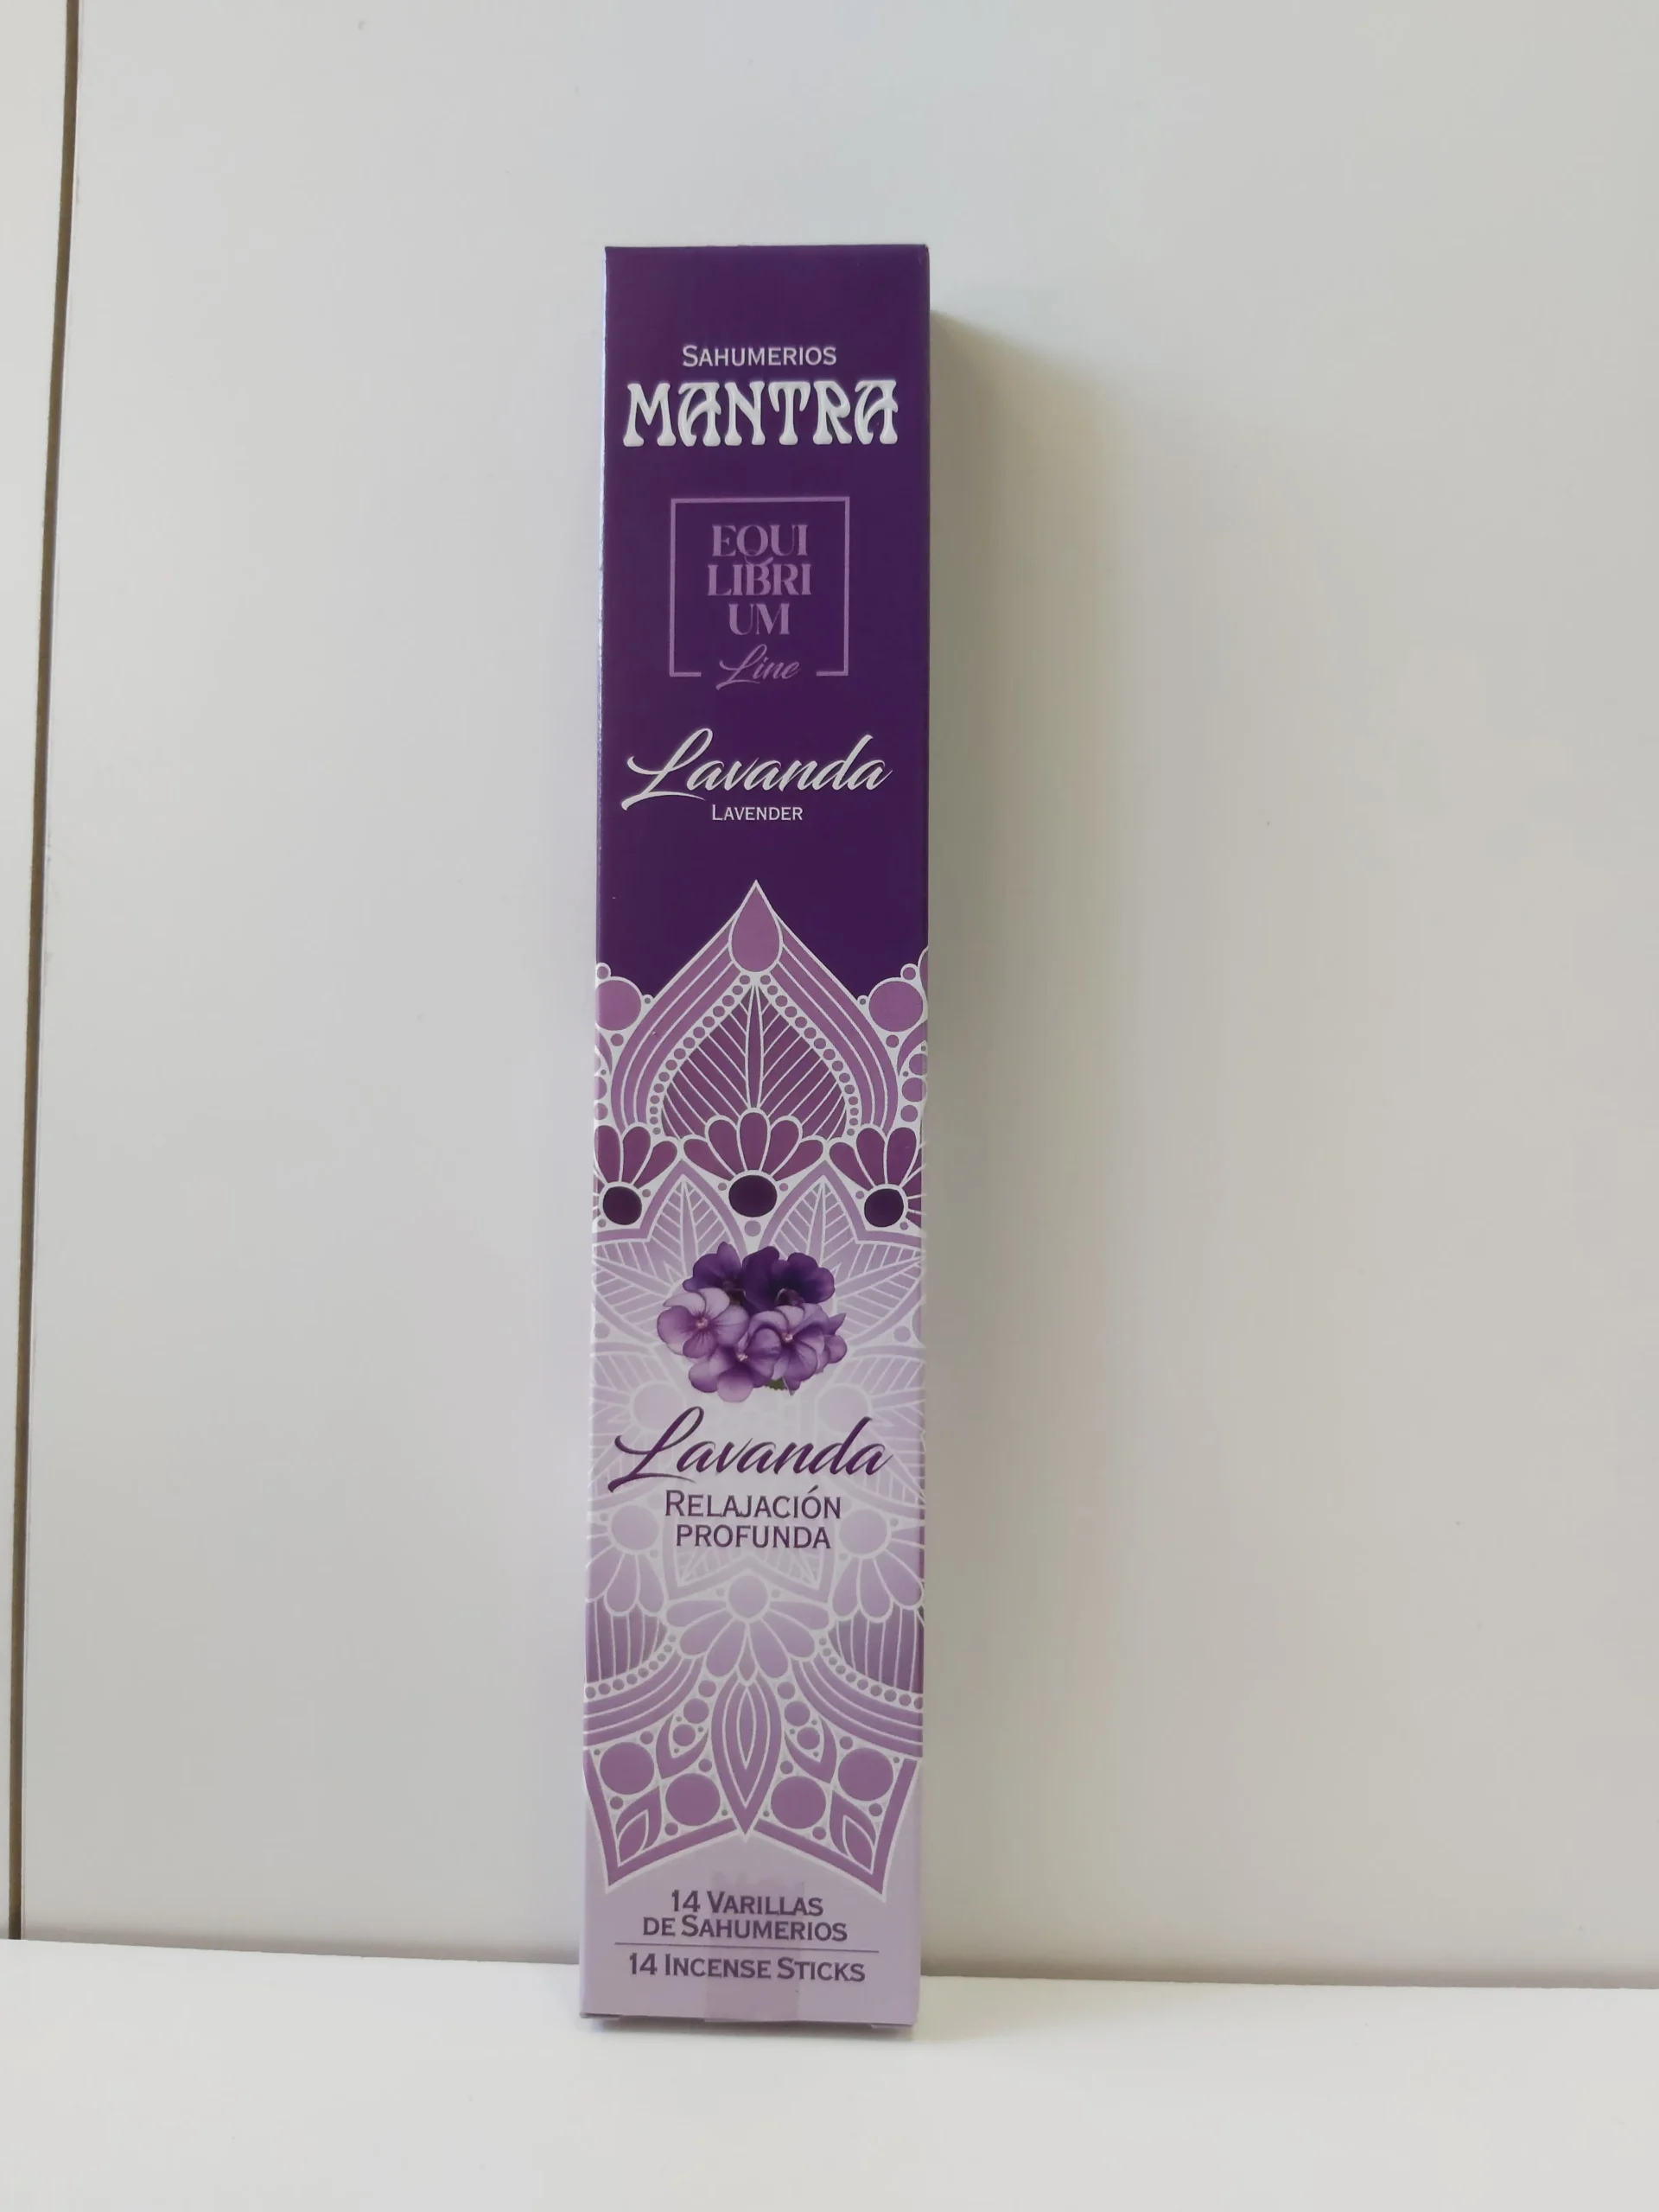 SAHUMERIOS
MANTRA
EQUI
LIBRI
UM
Line
Lavanda
LAVENDER
Lavanda
RELAJACIÓN
PROFUNDA
14 VARILLAS
DE SAHUMERIOS
14 INCENSE STICKS